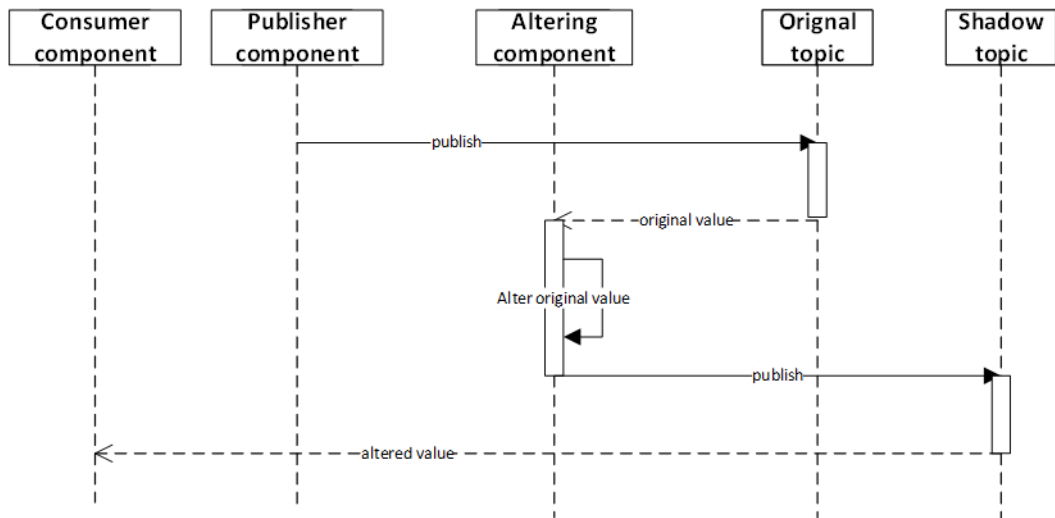 Consumer
component
Publisher
component
Altering
component
Orignal
topic
Shadow
topic
publish
original value
Alter original value
publish
altered value